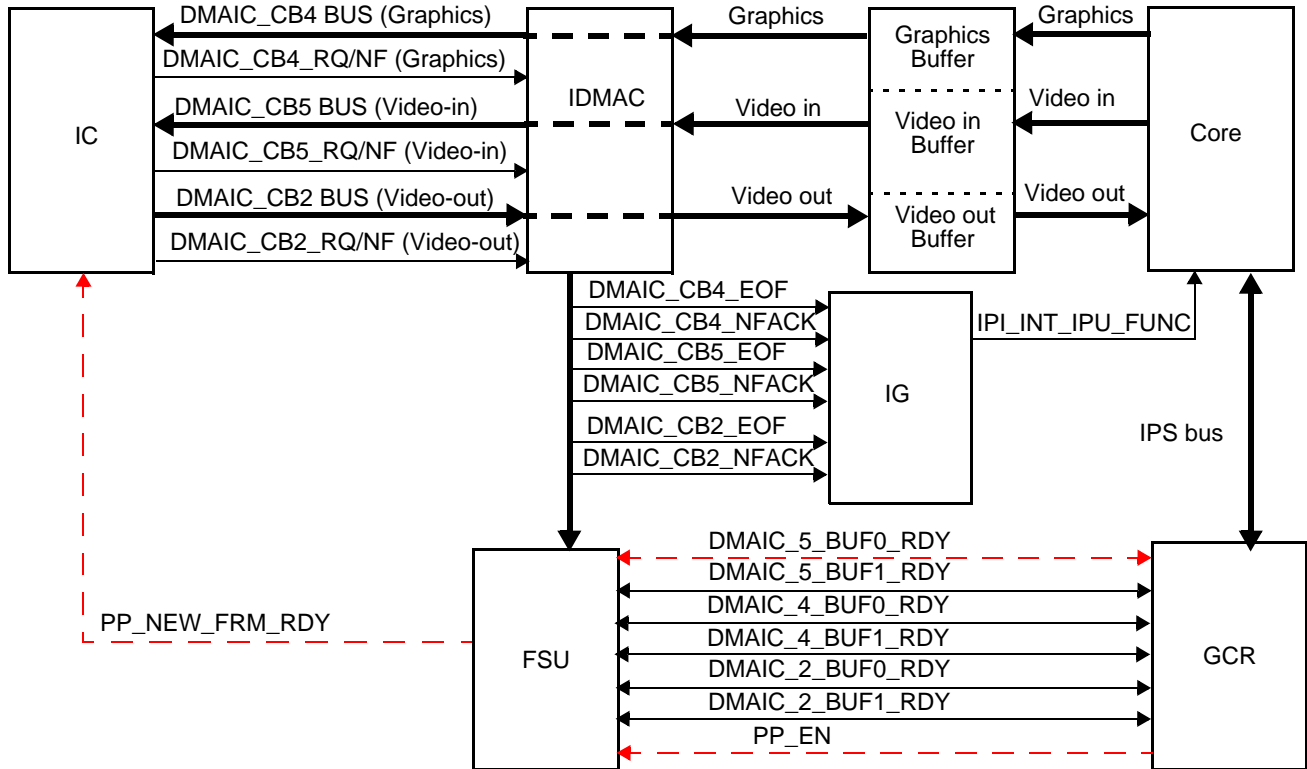 DMAIC_CB4 BUS (Graphics)
Graphics
Graphics
DMAIC_CB4_RQ/NF (Graphics)
Graphics
Buffer
IDMAC
DMAIC_CB5 BUS (Video-in)
Video in
Video in
IC
Video in
Buffer
Core
DMAIC_CB5_RQ/NF (Video-in)
DMAIC_CB2 BUS (Video-out)
Video out
Video out
Video out
Buffer
DMAIC_CB2_RQ/NF (Video-out)
DMAIC_CB4_EOF
DMAIC_CB4_NFACK
IPI_INT_IPU_FUNC
DMAIC_CB5_EOF
DMAIC_CB5_NFACK
IG
DMAIC_CB2_EOF
DMAIC_CB2_NFACK
IPS bus
DMAIC_5_BUF0_RDY
DMAIC_5_BUF1_RDY
DMAIC_4_BUF0_RDY
PP_NEW_FRM_RDY
DMAIC_4_BUF1_RDY
FSU
GCR
DMAIC_2_BUF0_RDY
DMAIC_2_BUF1_RDY
PP_EN